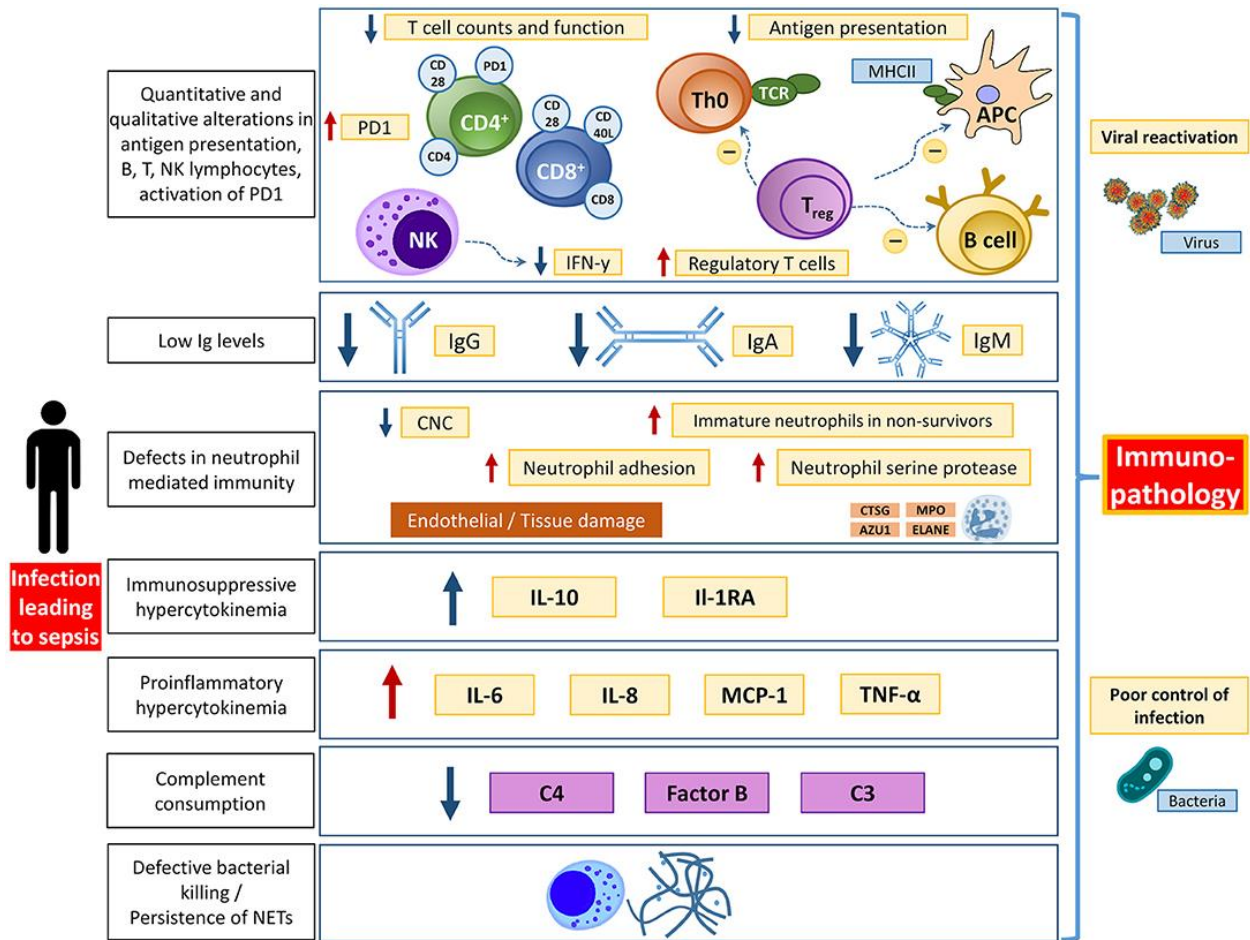 T cell counts and function
Antigen presentation
Quantitative and
qualitative alterations in
antigen presentation,
B, T, NK lymphocytes,
activation of PD1
PD1
CD
28
PD1
CD4⁺
CD4
CD
28
CD
40L
CD8⁺
CD8
NK
IFN-y
Th0
TCR
MHCII
APC
–
–
Treg
–
B cell
Regulatory T cells
Low Ig levels
IgG
IgA
IgM
Defects in neutrophil
mediated immunity
CNC
Immature neutrophils in non-survivors
Neutrophil adhesion
Neutrophil serine protease
Endothelial / Tissue damage
CTSG
MPO
AZU1
ELANE
Infection
leading
to sepsis
Immunosuppressive
hypercytokinemia
IL-10
Il-1RA
Proinflammatory
hypercytokinemia
IL-6
IL-8
MCP-1
TNF-α
Complement
consumption
C4
Factor B
C3
Defective bacterial
killing /
Persistence of NETs
Viral reactivation
Virus
Immuno-
pathology
Poor control of
infection
Bacteria